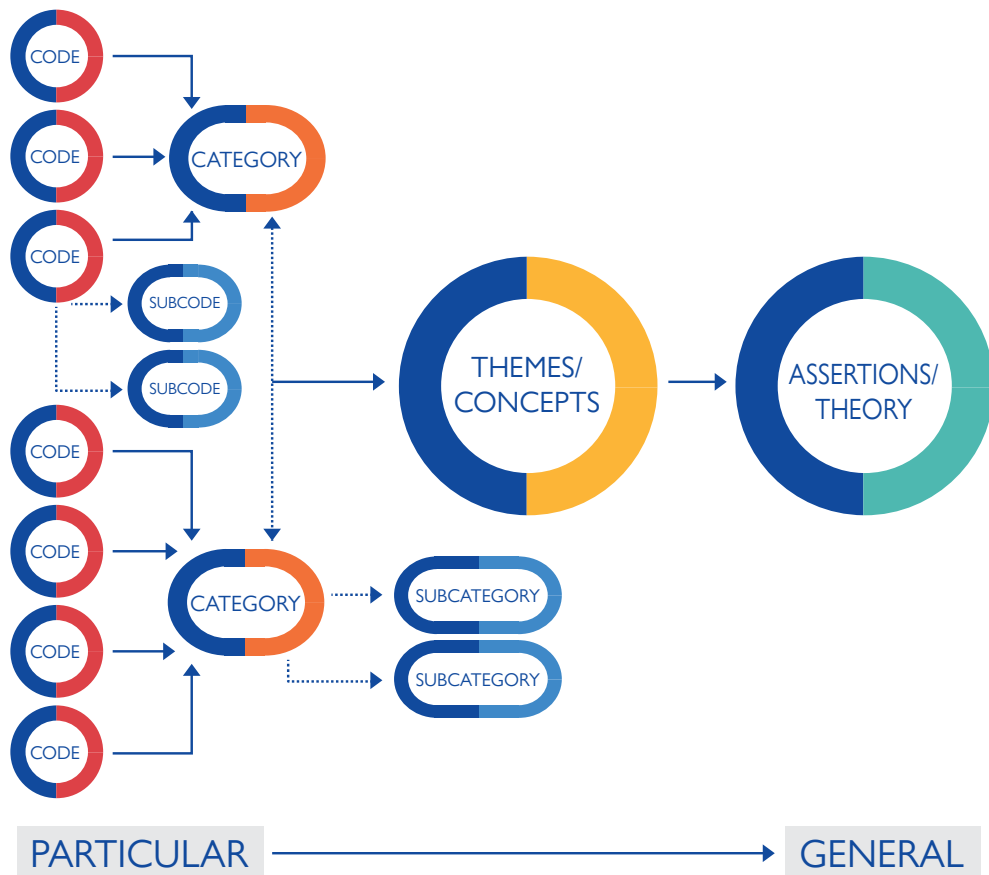 CODE
CODE
CATEGORY
CODE
SUBCODE
SUBCODE
THEMES/
CONCEPTS
ASSERTIONS/
THEORY
CODE
CODE
CATEGORY
SUBCATEGORY
CODE
SUBCATEGORY
CODE
PARTICULAR
GENERAL